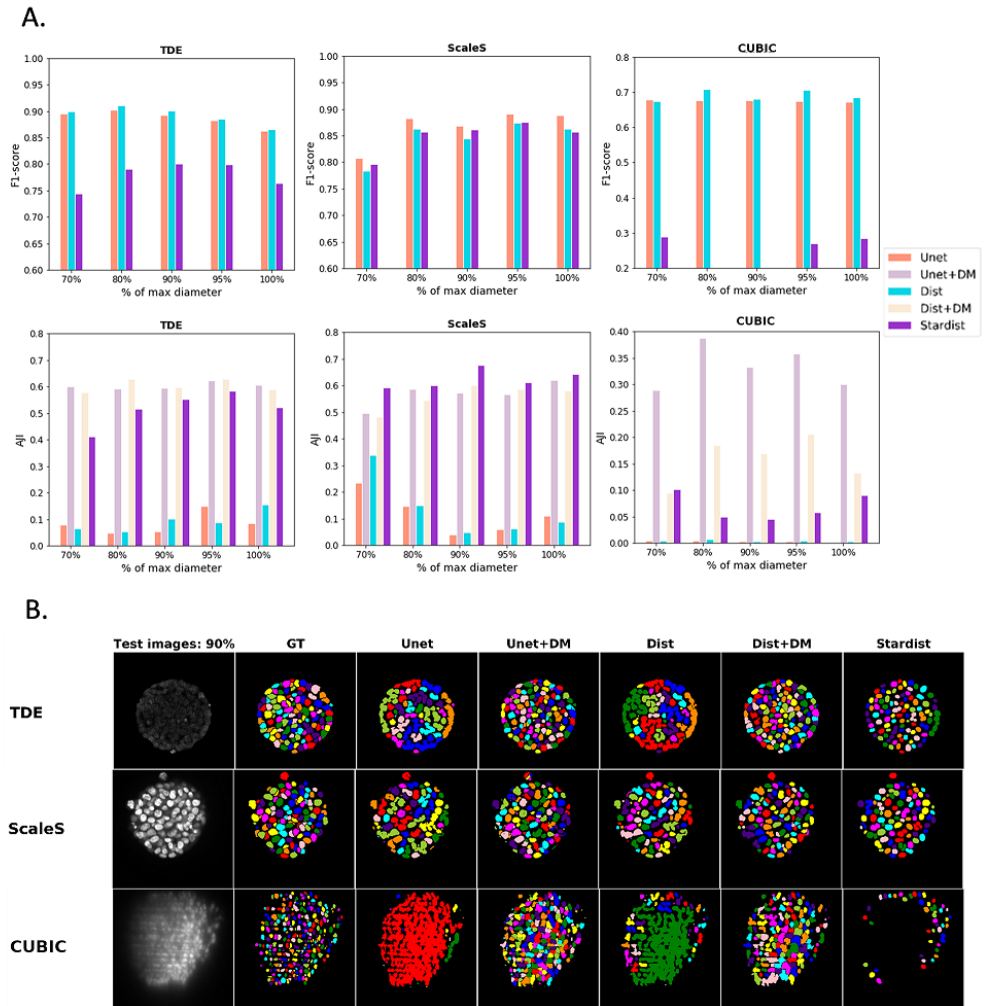 A.
TDE
ScaleS
CUBIC
1.00
0.95
0.90
0.85
0.80
0.75
0.70
0.65
0.60
F1-score
70% 80% 90% 95% 100%
% of max diameter
1.00
0.95
0.90
0.85
0.80
0.75
0.70
0.65
0.60
F1-score
70% 80% 90% 95% 100%
% of max diameter
0.8
0.7
0.6
0.5
0.4
0.3
0.2
F1-score
70% 80% 90% 95% 100%
% of max diameter
Unet
Unet+DM
Dist
Dist+DM
Stardist
TDE
ScaleS
CUBIC
0.8
0.7
0.6
0.5
0.4
0.3
0.2
0.1
0.0
AJI
70% 80% 90% 95% 100%
% of max diameter
0.8
0.7
0.6
0.5
0.4
0.3
0.2
0.1
0.0
AJI
70% 80% 90% 95% 100%
% of max diameter
0.40
0.35
0.30
0.25
0.20
0.15
0.10
0.05
0.00
AJI
70% 80% 90% 95% 100%
% of max diameter
B.
Test images: 90% GT Unet Unet+DM Dist Dist+DM Stardist
TDE
ScaleS
CUBIC